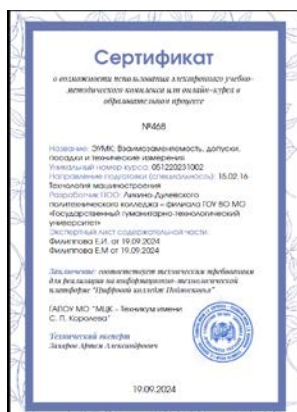 Сертификат
о возможности использования электронного учебно-
методического комплекса или онлайн-курса в
образовательном процессе
№468
Название: ЭУМК: Взаимозаменяемость, допуски,
посадки и технические измерения
Уникальный номер курса: 051220231002
Направление подготовки (специальность): 15.02.16
Технология машиностроения
Разработчик ПОО: Ликино-Дулевского
политехнического колледжа – филиала ГОУ ВО МО
«Государственный гуманитарно-технологический
университет»
Экспертный лист содержательной части:
Филиппова Е.И. от 19.09.2024
Филиппова Е.М от 19.09.2024
Заключение: соответствует техническим требованиям
для реализации на информационно-технологической
платформе "Цифровой колледж Подмосковья"
ГАПОУ МО "МЦК – Техникум имени
С. П. Королева"
Технический эксперт
Захаров Артем Александрович
19.09.2024